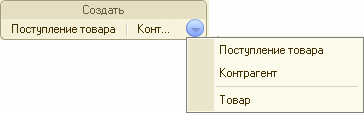 Создать
Поступление товара
Конт...
Поступление товара
Контрагент
Товар